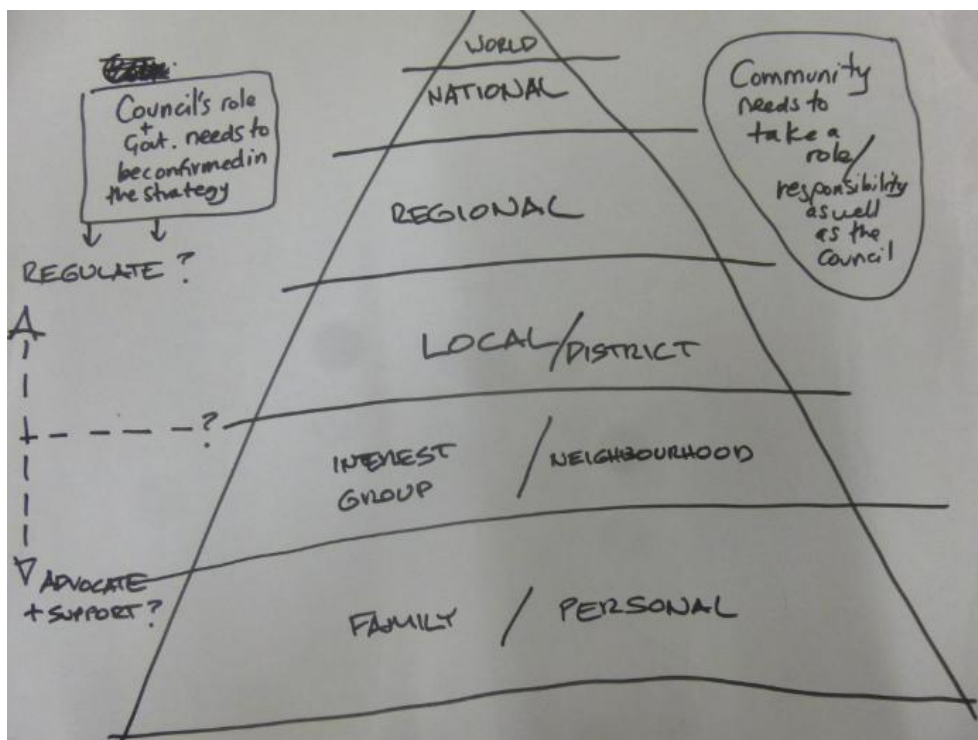 Council's role
+
Govt. needs to
be confirmed in
the strategy
REGULATE ?
?
ADVOCATE
+ SUPPORT ?
WORLD
NATIONAL
REGIONAL
LOCAL / DISTRICT
INTEREST
GROUP
/ NEIGHBOURHOOD
FAMILY / PERSONAL
Community
needs to
take a
role /
responsibility
as well
as the
council